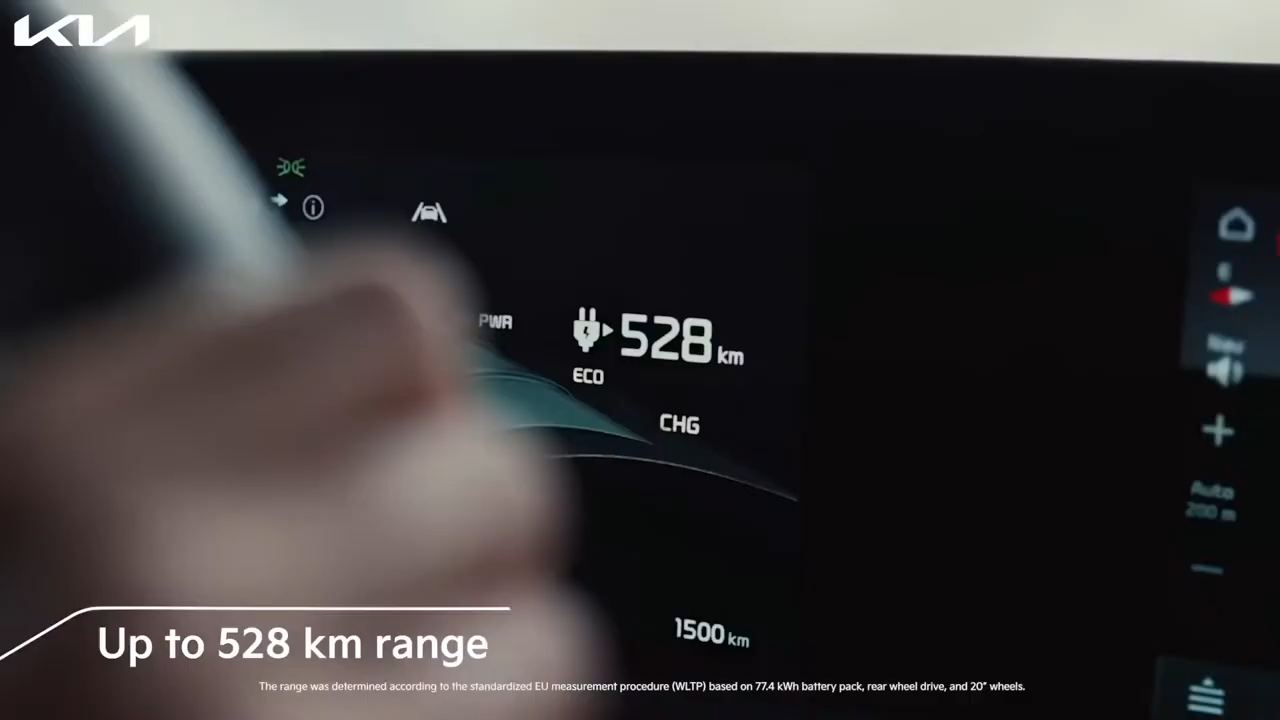 KIA
PWR
528 km
ECO
CHG
Auto
200 m
1500 km
Up to 528 km range
The range was determined according to the standardized EU measurement procedure (WLTP) based on 77.4 kWh battery pack, rear wheel drive, and 20" wheels.